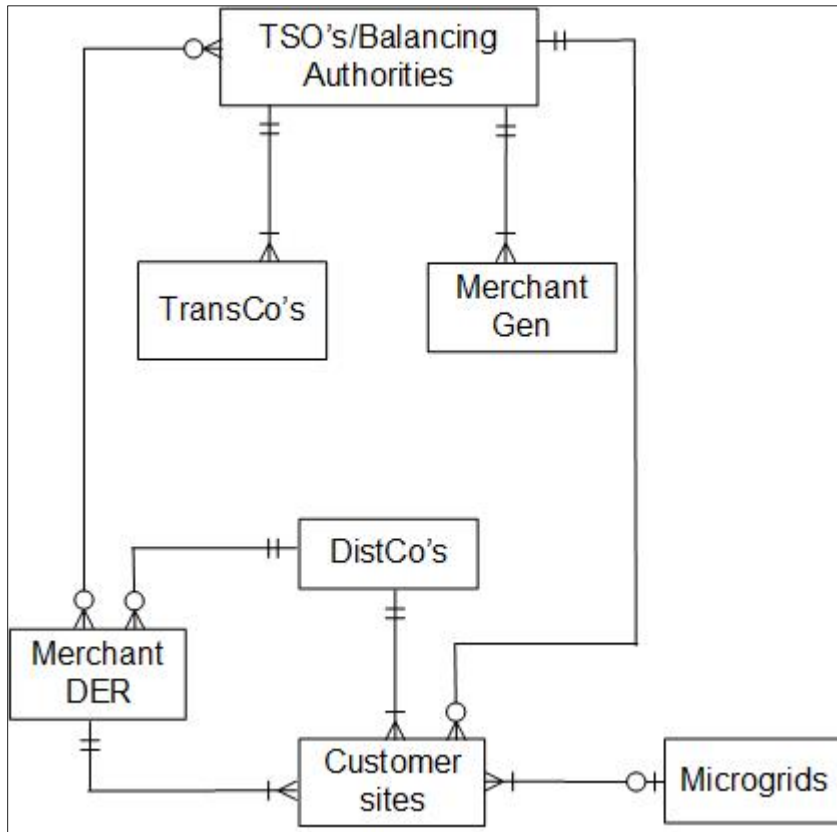 TSO’s/Balancing
Authorities
TransCo’s
Merchant
Gen
DistCo’s
Merchant
DER
Customer
sites
Microgrids